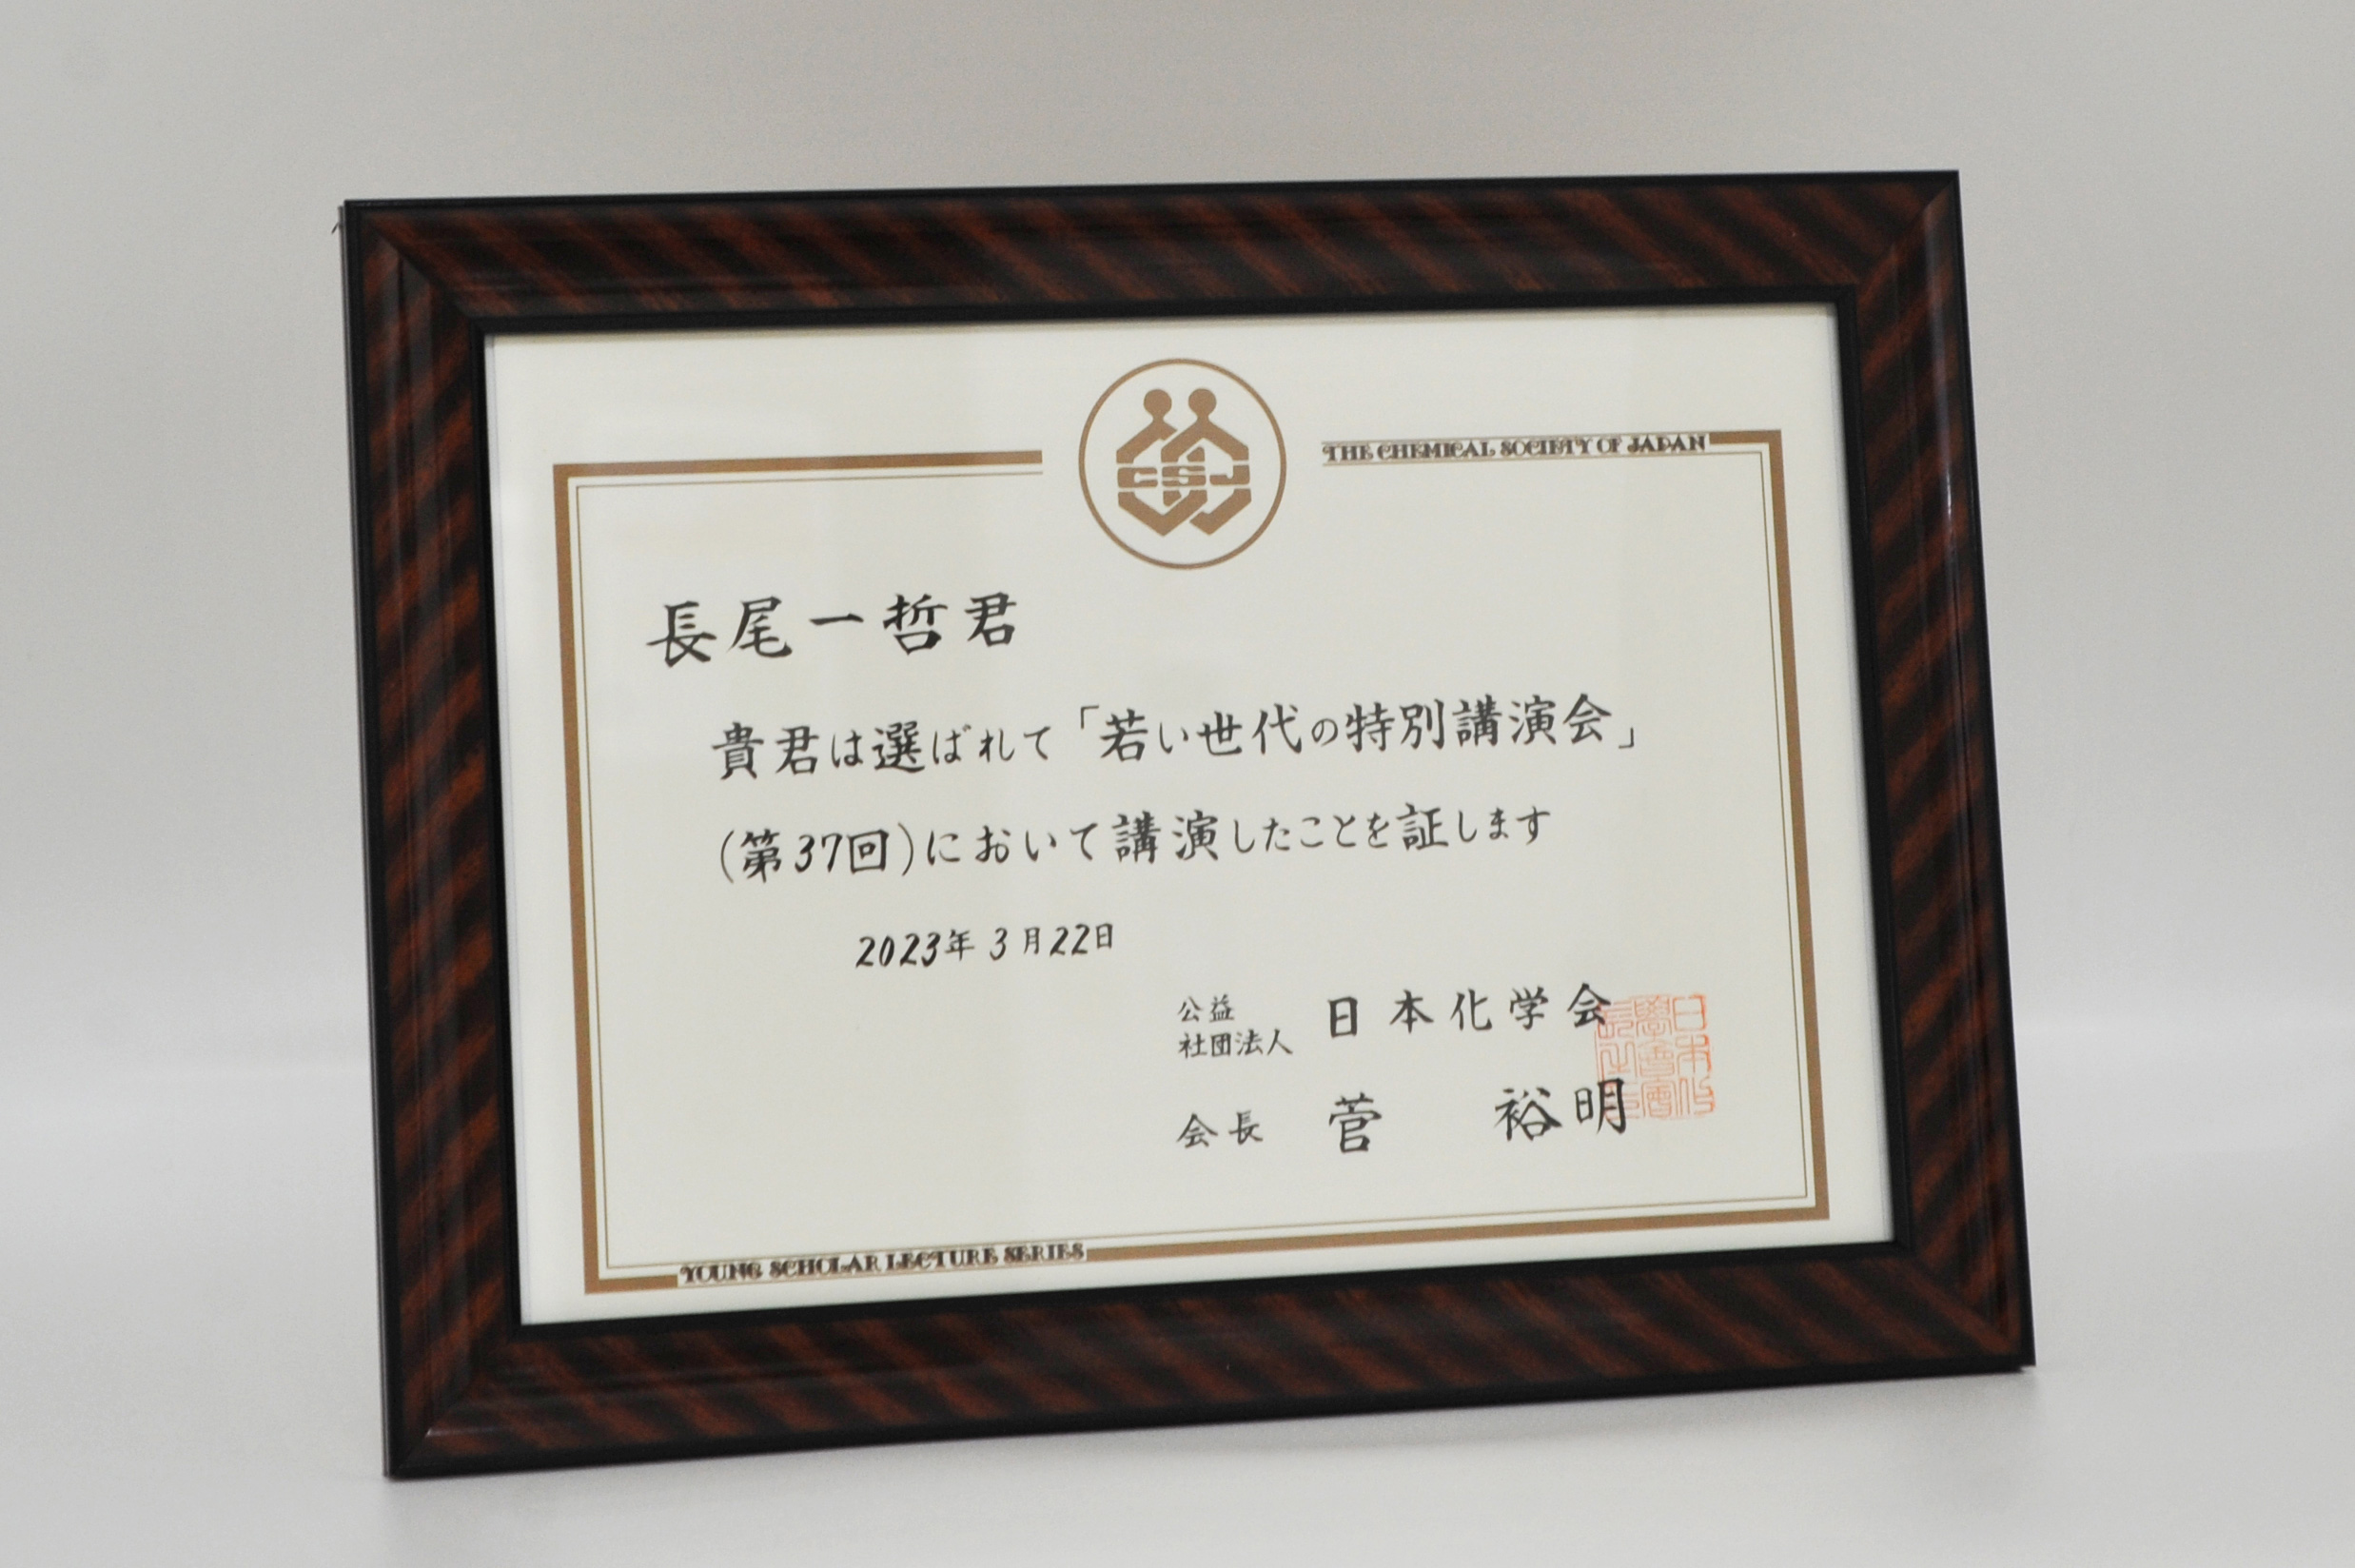 CSJ
THE CHEMICAL SOCIETY OF JAPAN
長尾一哲君
貴君は選ばれて「若い世代の特別講演会」
(第37回)において講演したことを証します
2023年3月22日
公益
社団法人 日本化学会
会長 菅 裕明
YOUNG SCHOLAR LECTURE SERIES